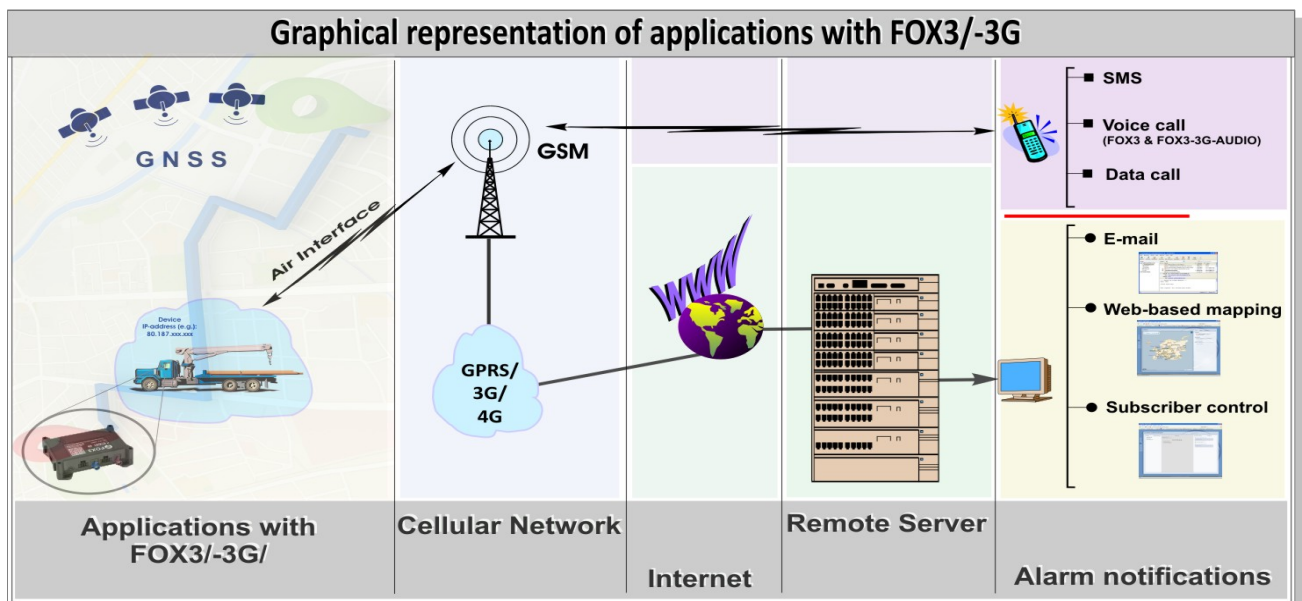 Graphical representation of applications with FOX3/-3G
GNSS
Air Interface
Device
IP-address (e.g.):
80.187.xxx.xxx
GSM
GPRS/
3G/
4G
WWW
SMS
Voice call
(FOX3 & FOX3-3G-AUDIO)
Data call
E-mail
Web-based mapping
Subscriber control
Applications with
FOX3/-3G/
Cellular Network
Internet
Remote Server
Alarm notifications